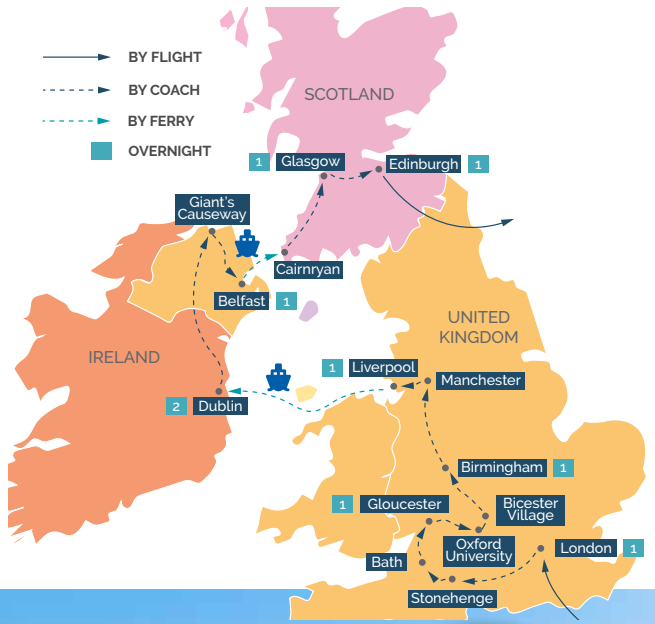 BY FLIGHT
BY COACH
BY FERRY
OVERNIGHT
SCOTLAND
1 Glasgow
Edinburgh 1
Giant's
Causeway
Cairnryan
Belfast 1
UNITED
KINGDOM
IRELAND
1 Liverpool
Manchester
2 Dublin
Birmingham 1
1 Gloucester
Bicester
Village
Oxford
University
London 1
Bath
Stonehenge